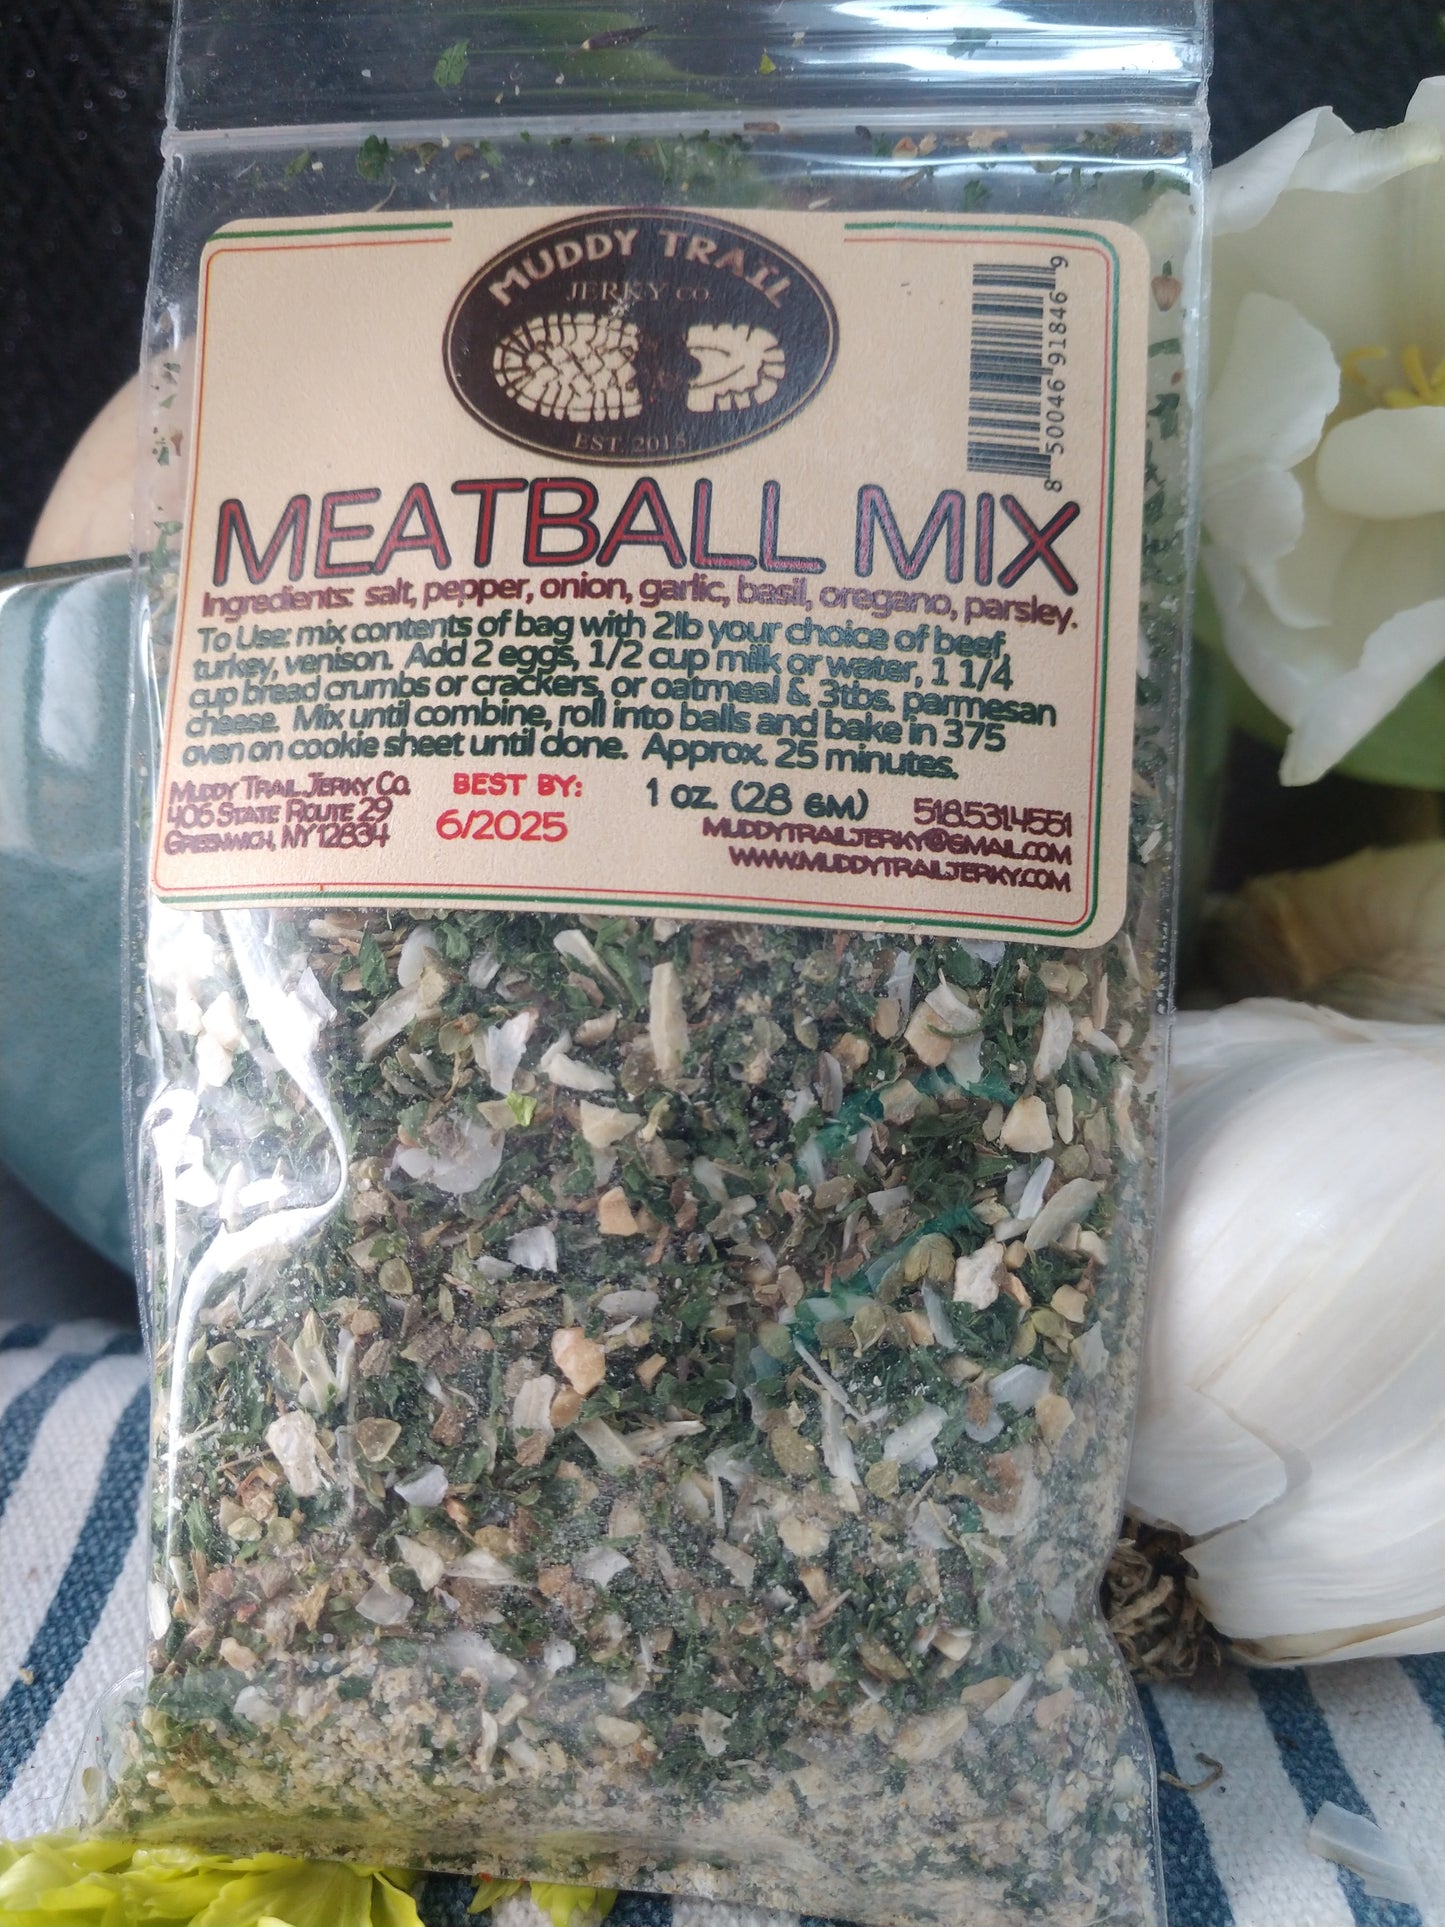 MUDDY TRAIL
JERKY CO.
EST. 2015
8 50046 91846 9
MEATBALL MIX
Ingredients: salt, pepper, onion, garlic, basil, oregano, parsley.
To Use: mix contents of bag with 2lb your choice of beef,
turkey, venison. Add 2 eggs, 1/2 cup milk or water, 1 1/4
cup bread crumbs or crackers, or oatmeal & 3tbs. parmesan
cheese. Mix until combine, roll into balls and bake in 375
oven on cookie sheet until done. Approx. 25 minutes.
MUDDY TRAIL JERKY CO.
406 STATE ROUTE 29
GREENWICH, NY 12834
BEST BY:
6/2025
1 OZ. (28 GM)
518.531.4551
MUDDYTRAILJERKY@GMAIL.COM
WWW.MUDDYTRAILJERKY.COM